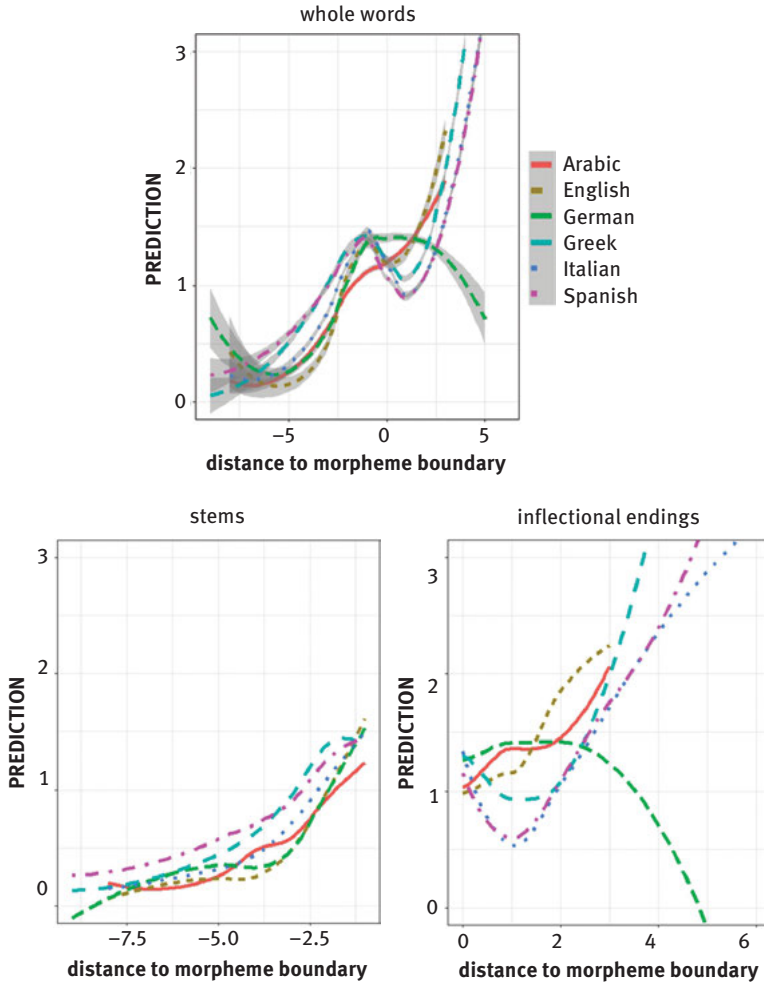 whole words
PREDICTION
3
2
1
0
−5
0
5
distance to morpheme boundary
Arabic
English
German
Greek
Italian
Spanish
stems
PREDICTION
3
2
1
0
−7.5
−5.0
−2.5
distance to morpheme boundary
inflectional endings
PREDICTION
3
2
1
0
0
2
4
6
distance to morpheme boundary